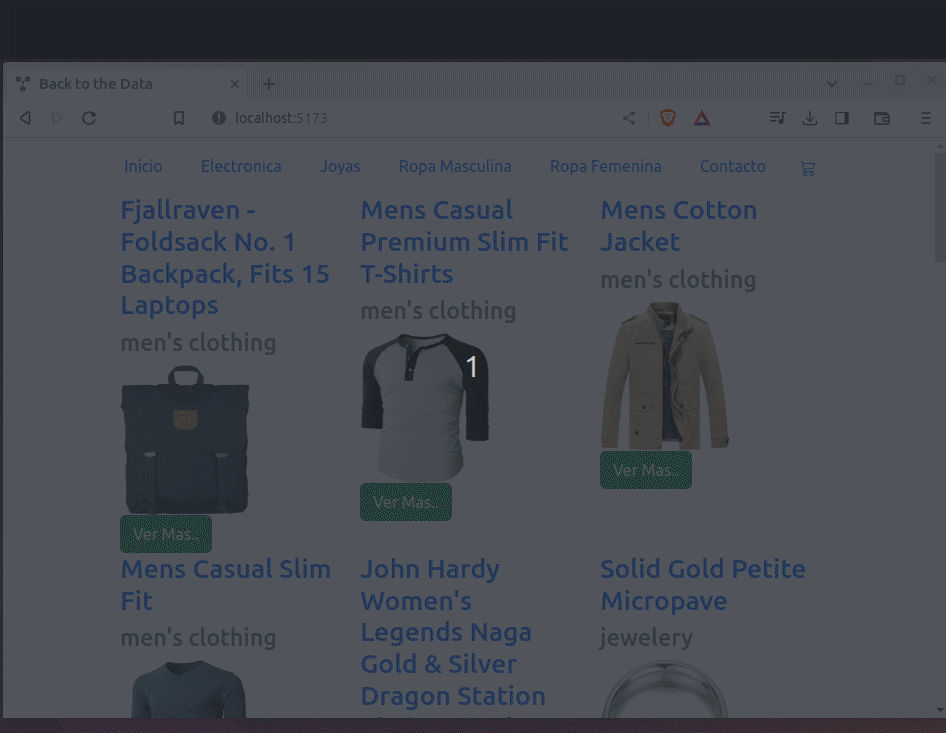 Back to the Data
localhost:5173
Inicio Electronica Joyas Ropa Masculina Ropa Femenina Contacto
Fjallraven -
Foldsack No. 1
Backpack, Fits 15
Laptops
men's clothing
Ver Mas..
Mens Casual
Premium Slim Fit
T-Shirts
men's clothing
1
Ver Mas..
Mens Cotton
Jacket
men's clothing
Ver Mas..
Mens Casual Slim
Fit
men's clothing
John Hardy
Women's
Legends Naga
Gold & Silver
Dragon Station
Solid Gold Petite
Micropave
jewelery